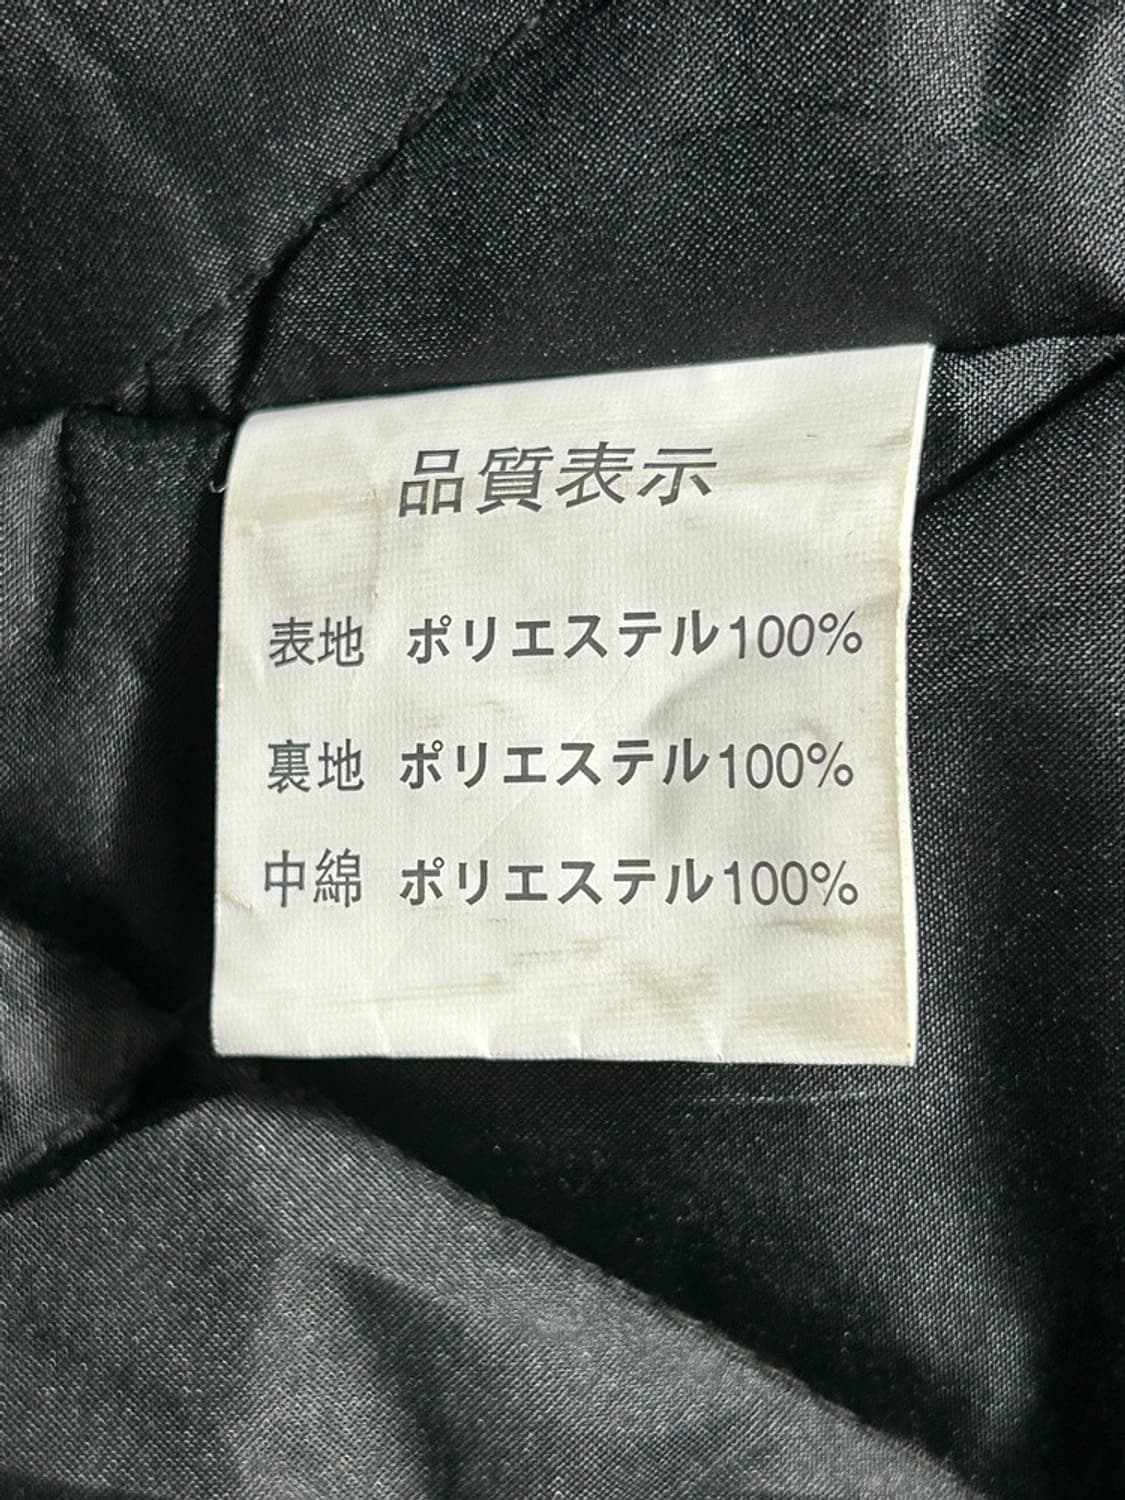 品質表示
表地 ポリエステル100%
裏地 ポリエステル100%
中綿 ポリエステル100%